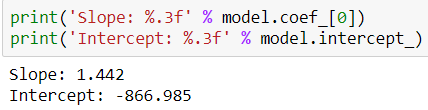 print('Slope: %.3f' % model.coef_[0])
print('Intercept: %.3f' % model.intercept_)
Slope: 1.442
Intercept: -866.985